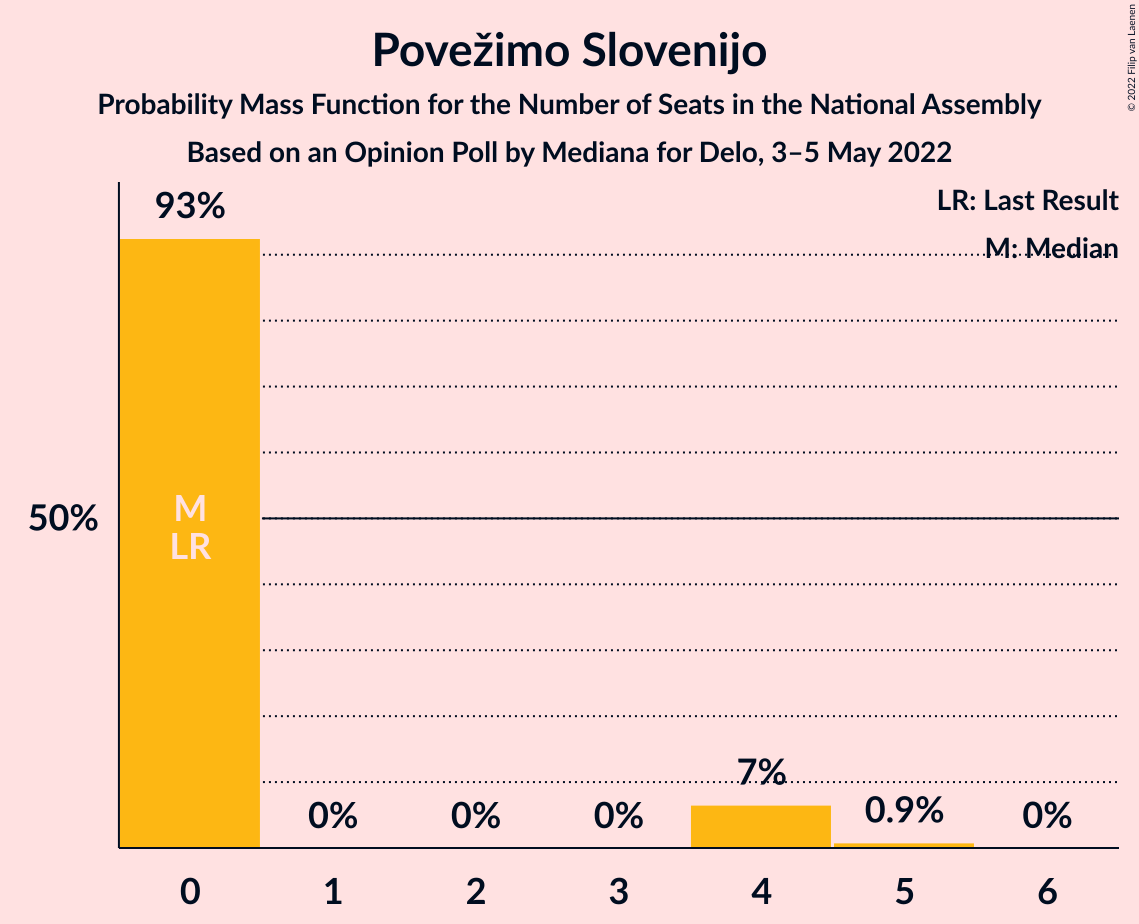 Povežimo Slovenijo
Probability Mass Function for the Number of Seats in the National Assembly
Based on an Opinion Poll by Mediana for Delo, 3–5 May 2022
© 2022 Filip van Laenen
LR: Last Result
M: Median
93%
50%
M
LR
0%
0%
0%
7%
0.9%
0%
0
1
2
3
4
5
6